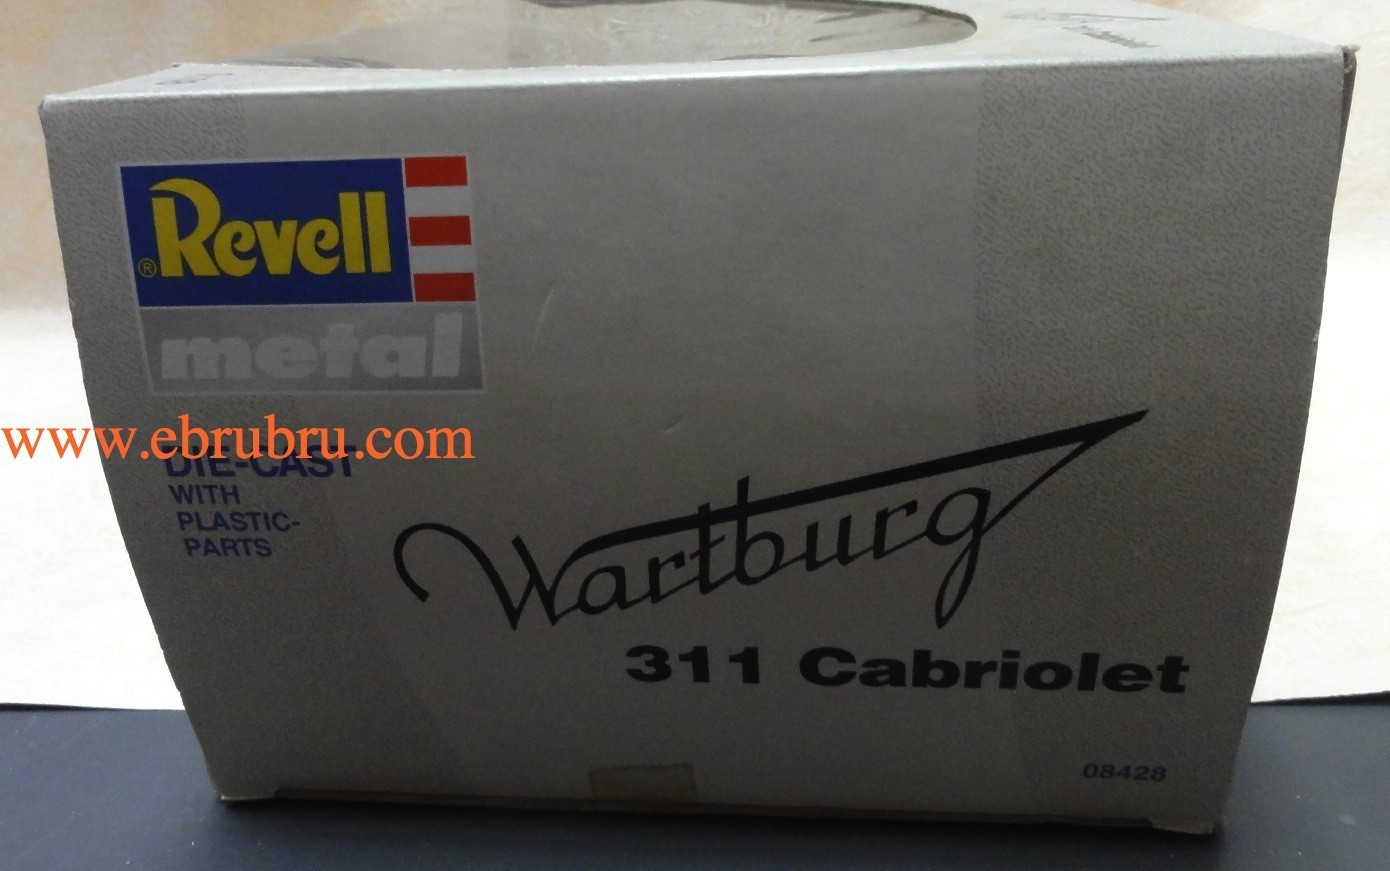 Revell
®
metal
www.ebrubru.com
DIE-CAST
WITH
PLASTIC-
PARTS
Wartburg
311 Cabriolet
08428